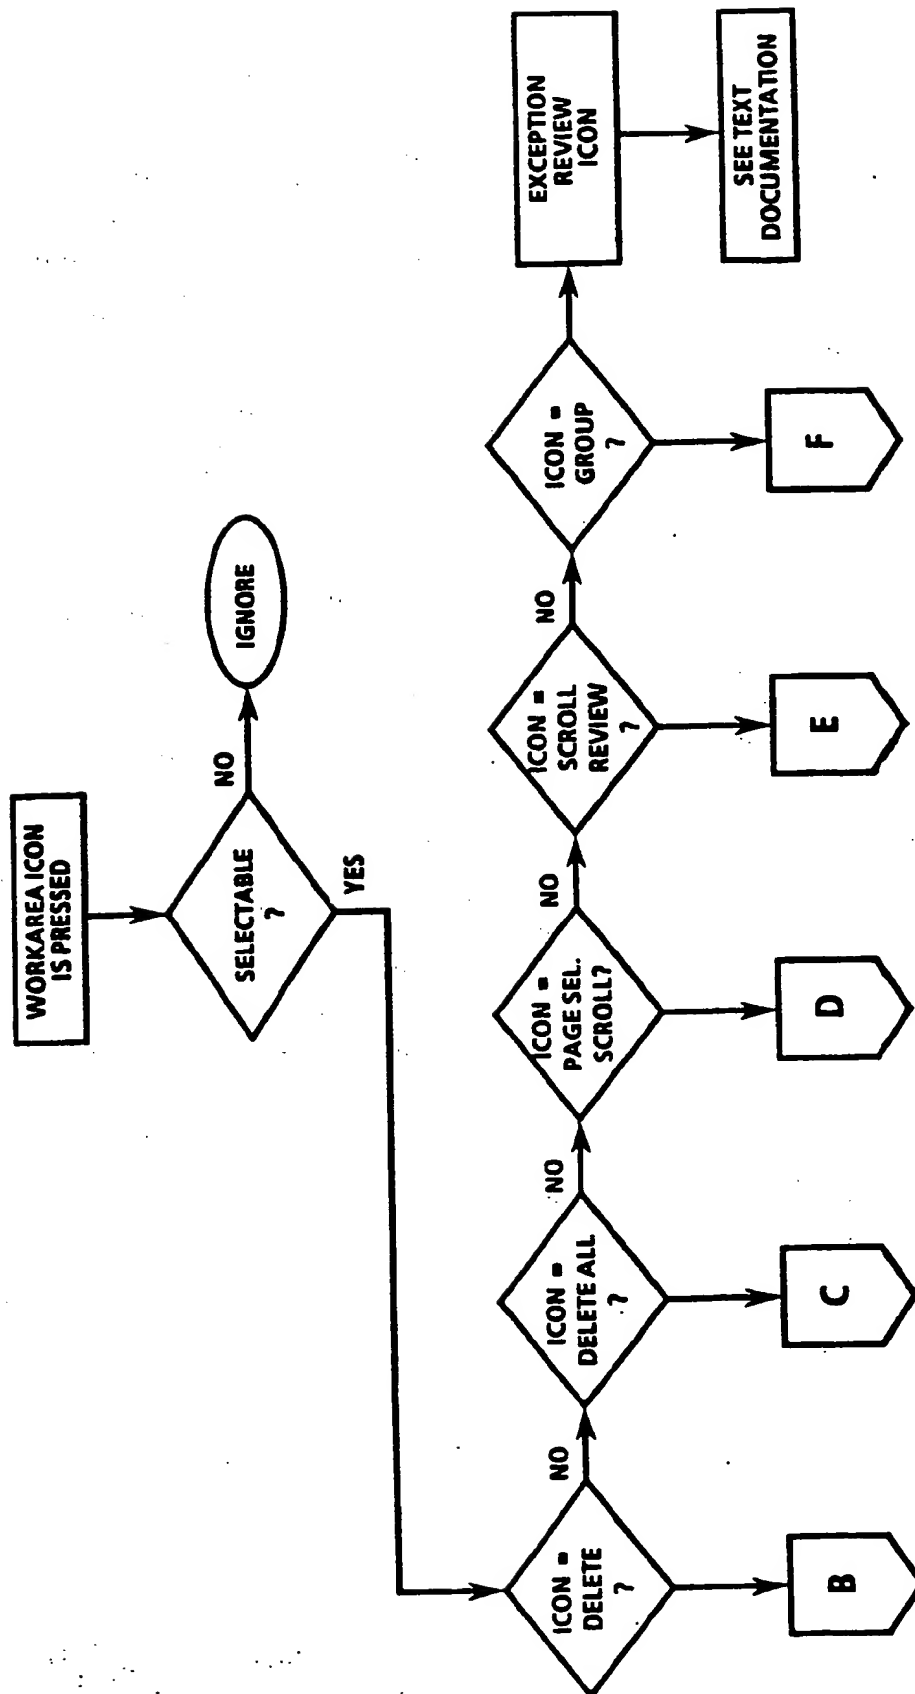 WORKAREA ICON
IS PRESSED
SELECTABLE
?
NO
IGNORE
YES
ICON =
DELETE
?
NO
ICON =
DELETE ALL
?
NO
ICON =
PAGE SEL.
SCROLL?
NO
ICON =
SCROLL
REVIEW
?
NO
ICON =
GROUP
?
EXCEPTION
REVIEW
ICON
SEE TEXT
DOCUMENTATION
B
C
D
E
F